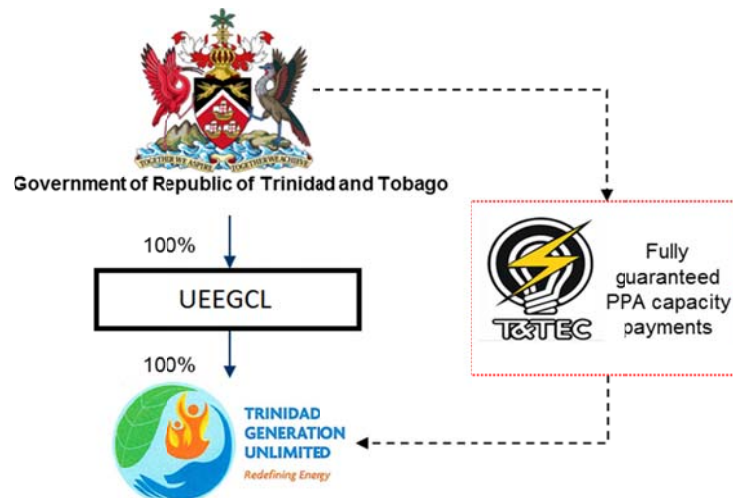 TOGETHER WE ASPIRE TOGETHER WE ACHIEVE
Government of Republic of Trinidad and Tobago
100%
UEEGCL
100%
TRINIDAD
GENERATION
UNLIMITED
Redefining Energy
T&TEC
Fully
guaranteed
PPA capacity
payments